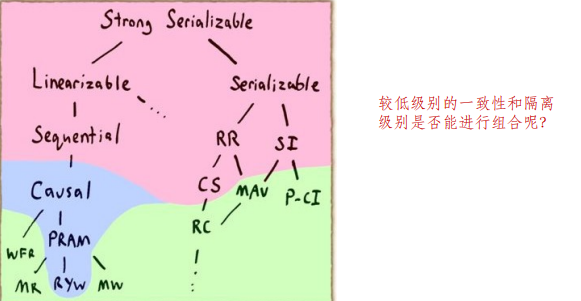 Strong Serializable
Linearizable
Serializable
Sequential
RR
SI
Causal
CS
MAV
P-CI
RC
WFR
PRAM
MR
RYW
MW
较低级别的一致性和隔离
级别是否能进行组合呢?